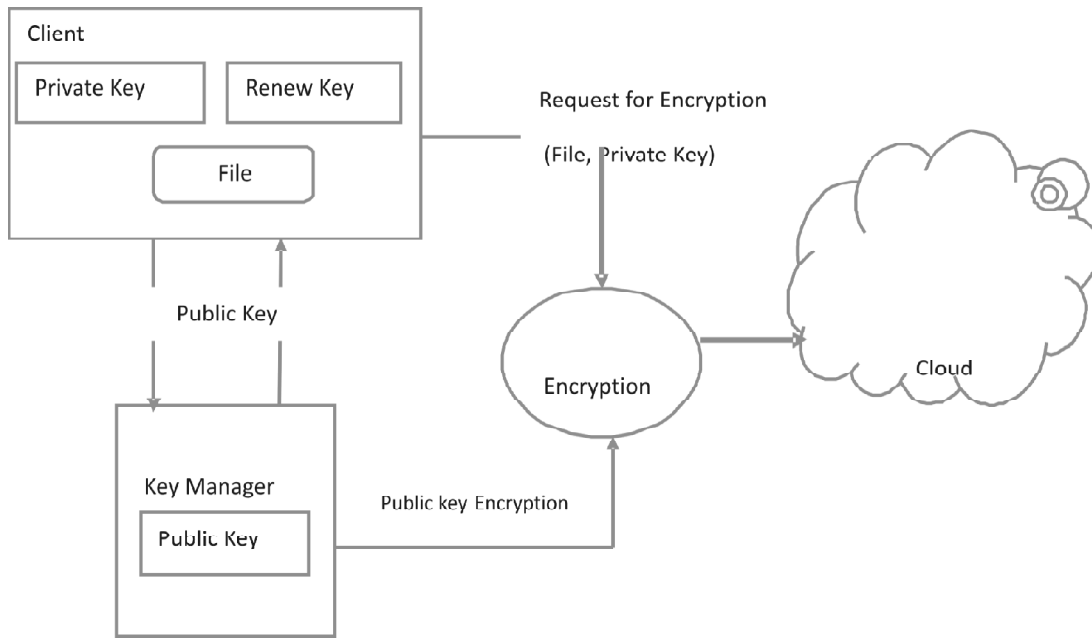 Client
Private Key
Renew Key
File
Request for Encryption
(File, Private Key)
Public Key
Encryption
Cloud
Key Manager
Public Key
Public key Encryption